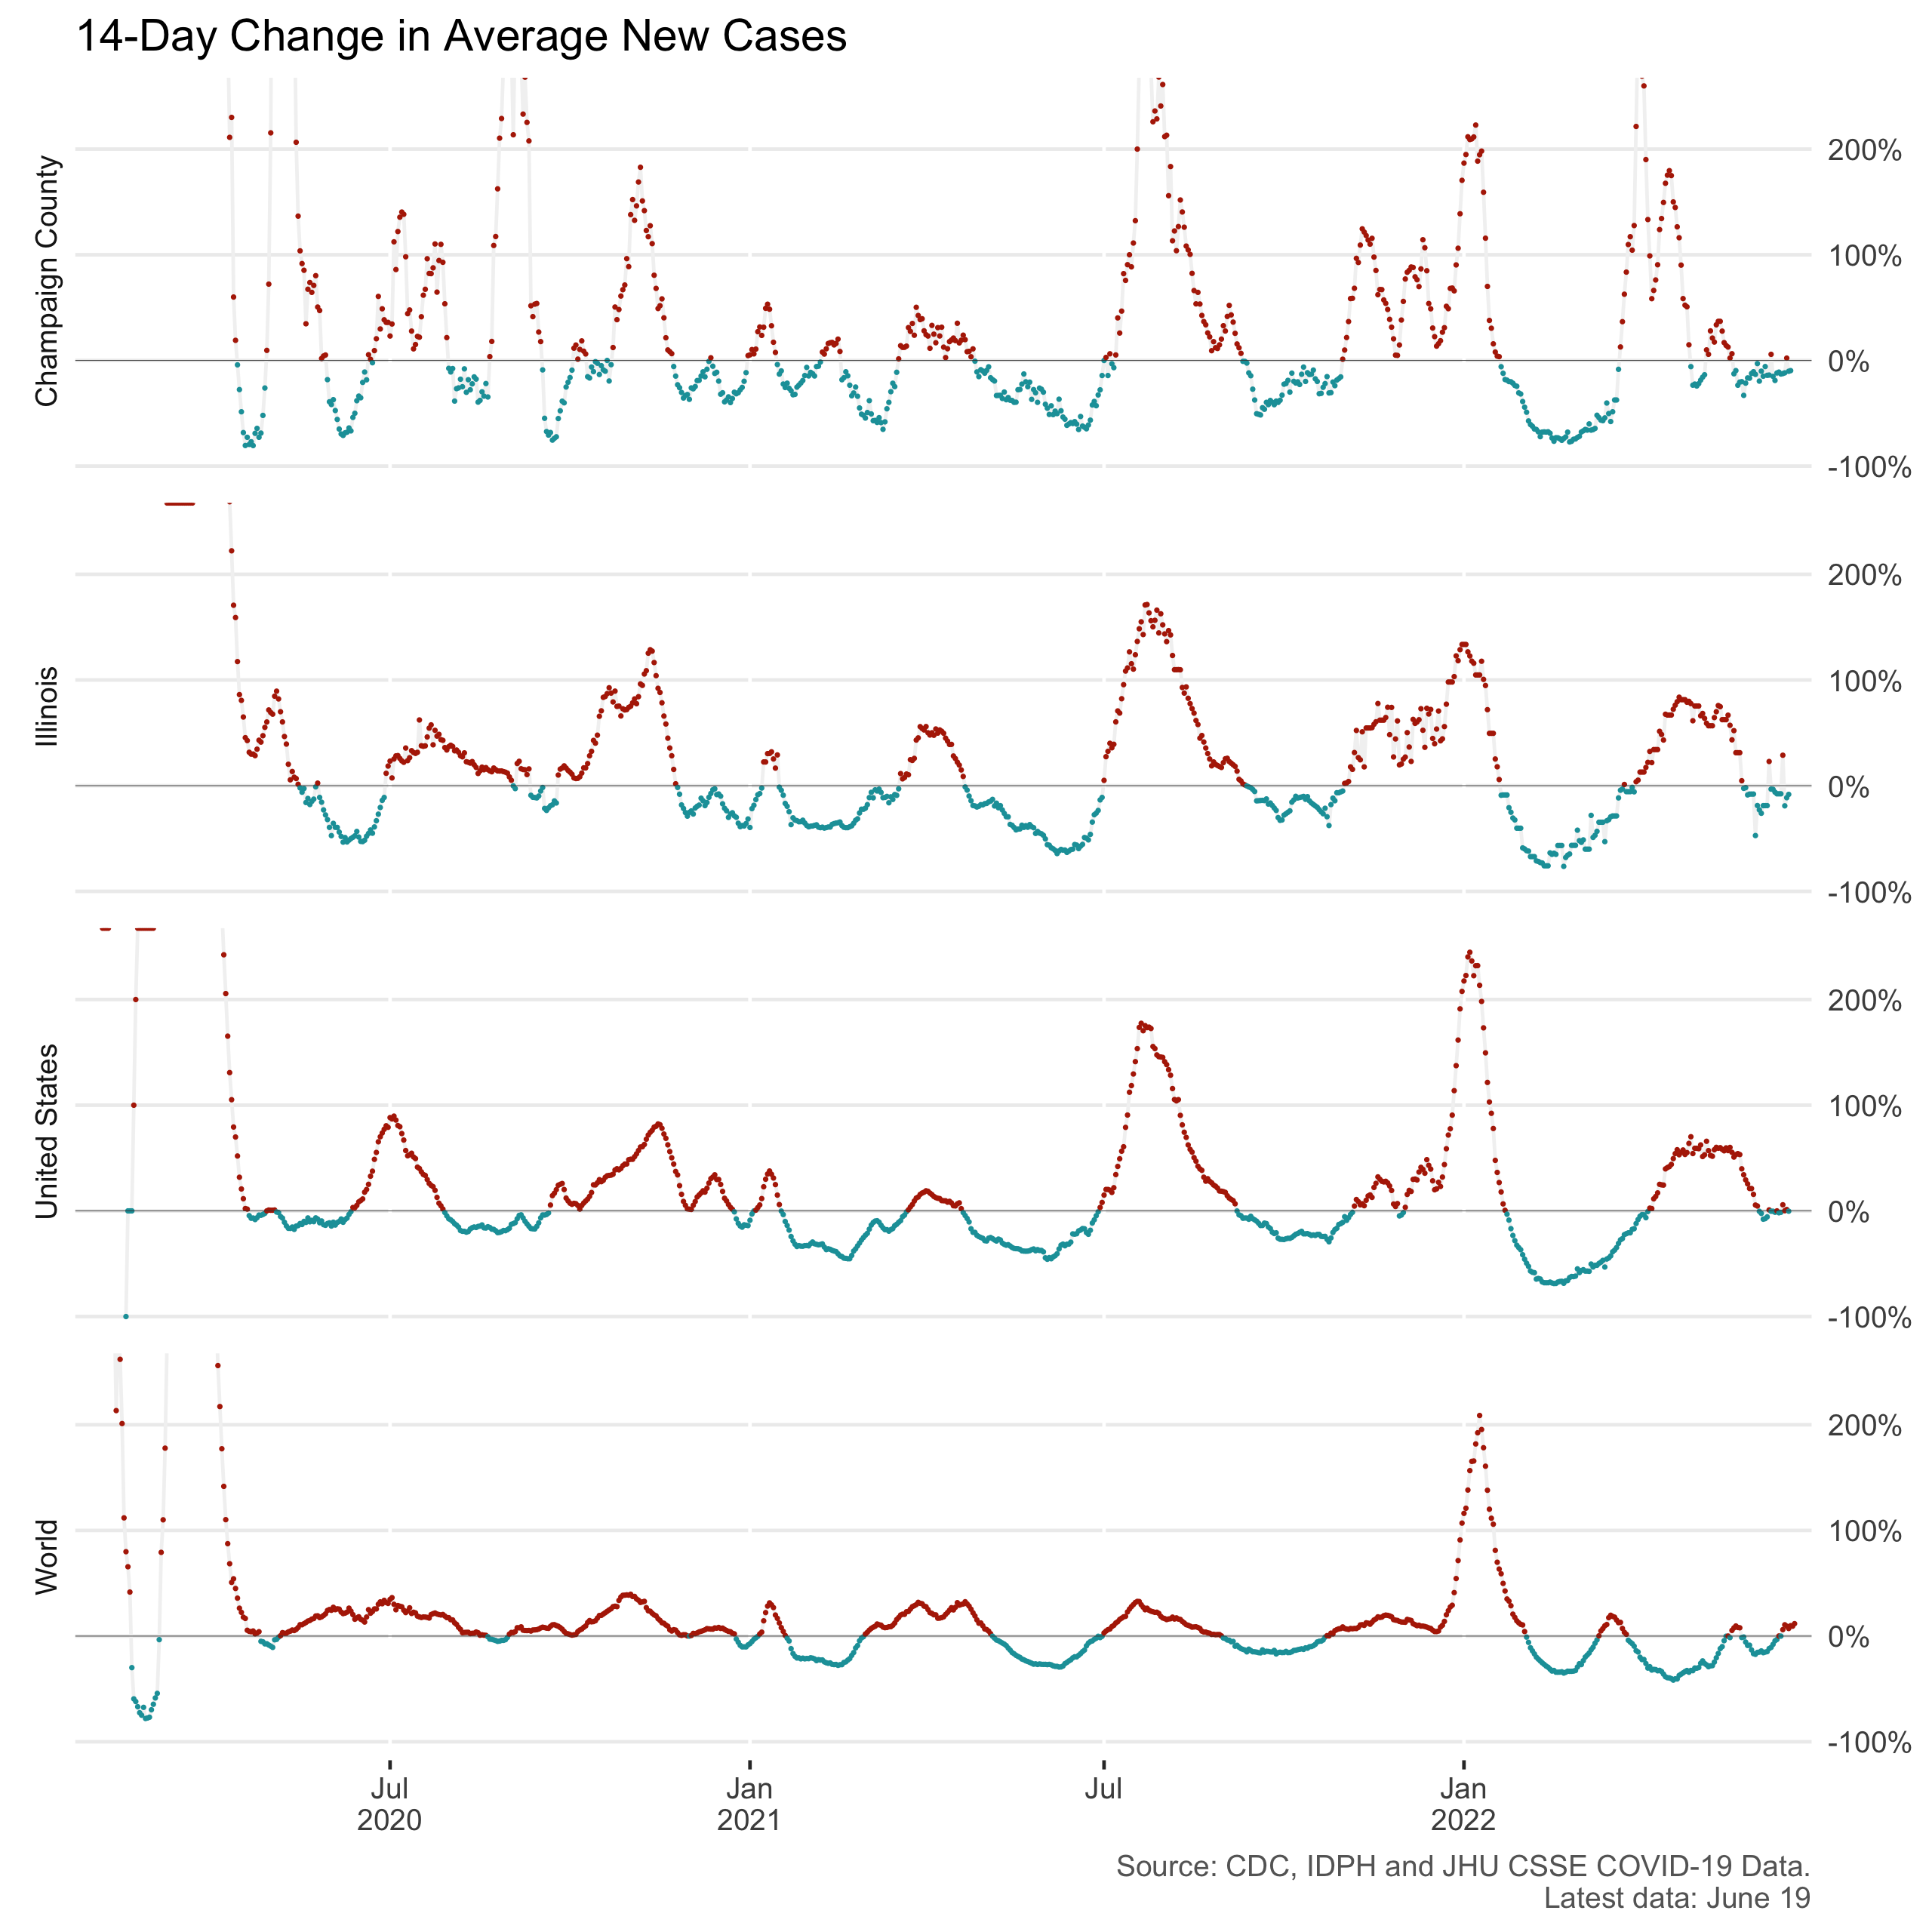 14-Day Change in Average New Cases
Champaign County
200%
100%
0%
-100%
Illinois
200%
100%
0%
-100%
United States
200%
100%
0%
-100%
World
200%
100%
0%
-100%
Jul
2020
Jan
2021
Jul
Jan
2022
Source: CDC, IDPH and JHU CSSE COVID-19 Data.
Latest data: June 19